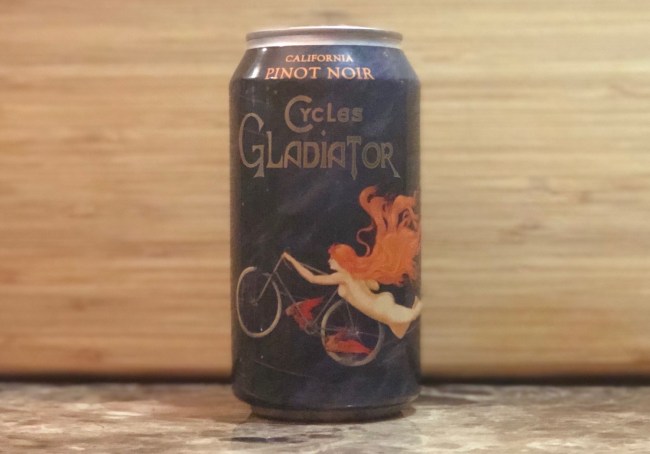 CALIFORNIA
PINOT NOIR
Cycles
GLADIATOR